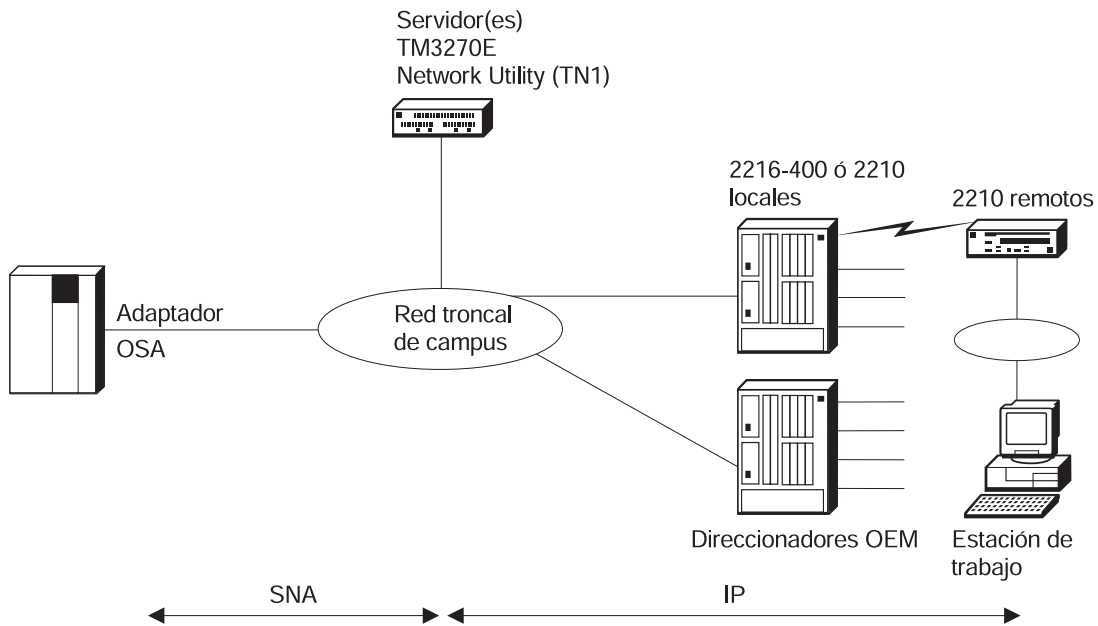 Servidor(es)
TM3270E
Network Utility (TN1)
2216-400 ó 2210
locales
2210 remotos
Adaptador
OSA
Red troncal
de campus
Direccionadores OEM
Estación de
trabajo
SNA
IP